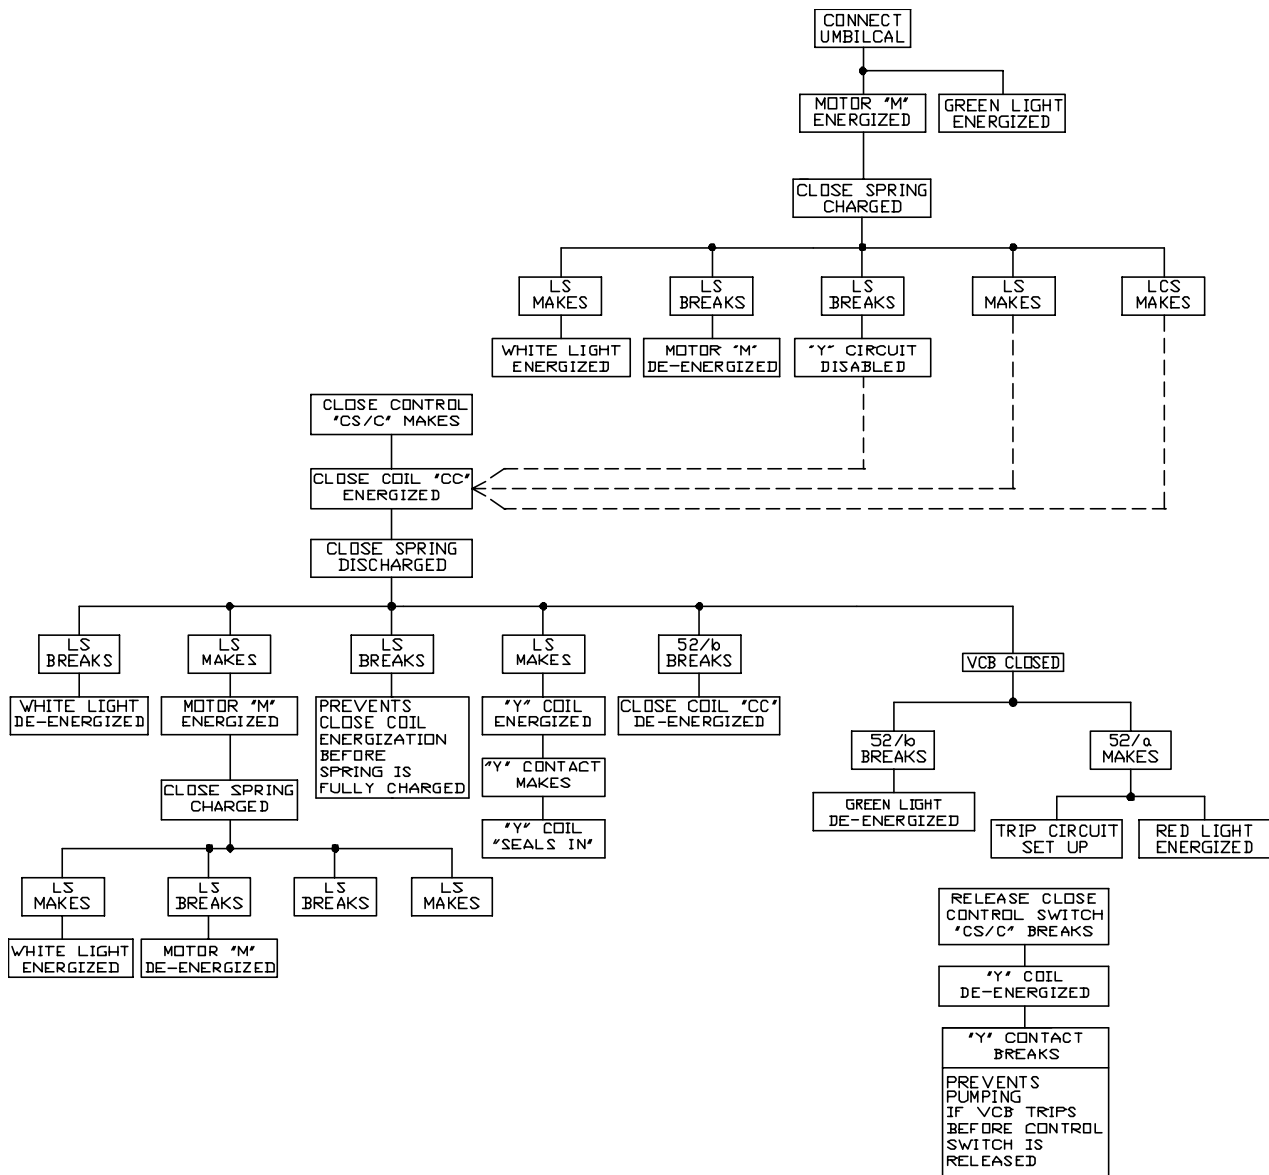 CONNECT
UMBILCAL
MOTOR "M"
ENERGIZED
GREEN LIGHT
ENERGIZED
CLOSE SPRING
CHARGED
LS
MAKES
LS
BREAKS
LS
BREAKS
LS
MAKES
LCS
MAKES
WHITE LIGHT
ENERGIZED
MOTOR "M"
DE-ENERGIZED
"Y" CIRCUIT
DISABLED
CLOSE CONTROL
"CS/C" MAKES
CLOSE COIL "CC"
ENERGIZED
CLOSE SPRING
DISCHARGED
LS
BREAKS
LS
MAKES
LS
BREAKS
LS
MAKES
52/b
BREAKS
VCB CLOSED
WHITE LIGHT
DE-ENERGIZED
MOTOR "M"
ENERGIZED
PREVENTS
CLOSE COIL
ENERGIZATION
BEFORE
SPRING IS
FULLY CHARGED
"Y" COIL
ENERGIZED
CLOSE COIL "CC"
DE-ENERGIZED
"Y" CONTACT
MAKES
"Y" COIL
"SEALS IN"
52/b
BREAKS
52/a
MAKES
GREEN LIGHT
DE-ENERGIZED
TRIP CIRCUIT
SET UP
RED LIGHT
ENERGIZED
CLOSE SPRING
CHARGED
LS
MAKES
LS
BREAKS
LS
BREAKS
LS
MAKES
WHITE LIGHT
ENERGIZED
MOTOR "M"
DE-ENERGIZED
RELEASE CLOSE
CONTROL SWITCH
"CS/C" BREAKS
"Y" COIL
DE-ENERGIZED
"Y" CONTACT
BREAKS
PREVENTS
PUMPING
IF VCB TRIPS
BEFORE CONTROL
SWITCH IS
RELEASED